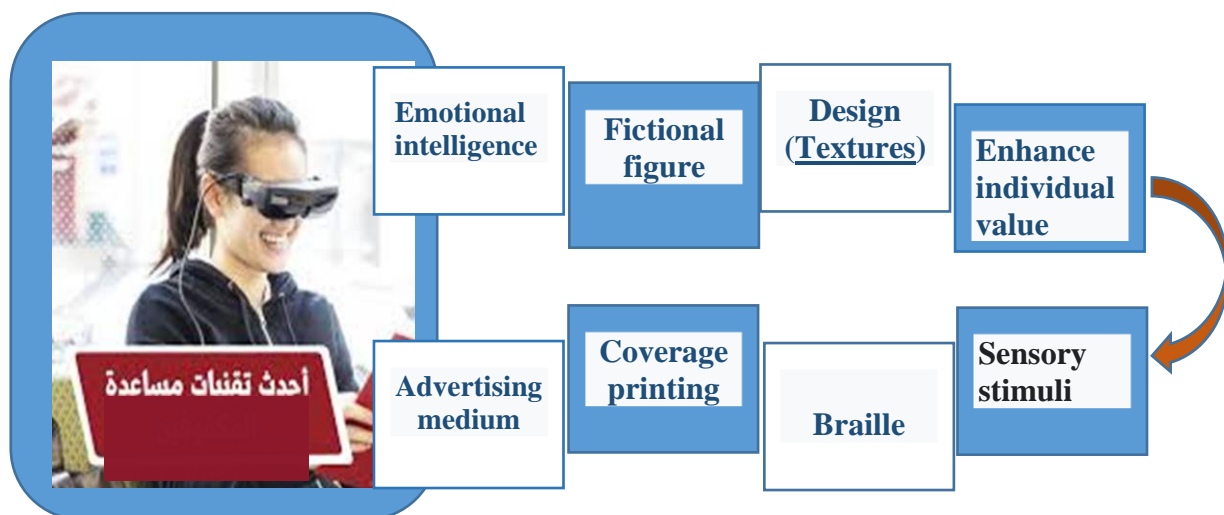 Emotional
intelligence
Fictional
figure
Design
(Textures)
Enhance
individual
value
Sensory
stimuli
Braille
Coverage
printing
Advertising
medium
أحدث تقنيات مساعدة